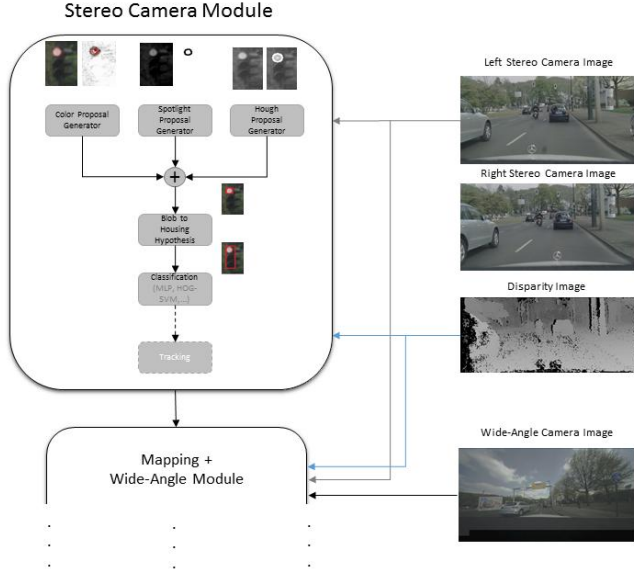 Stereo Camera Module
Color Proposal
Generator
Spotlight
Proposal
Generator
Hough
Proposal
Generator
+
Blob to
Housing
Hypothesis
Classification
(MLP, HOG-
SVM,...)
Tracking
Mapping +
Wide-Angle Module
Left Stereo Camera Image
Right Stereo Camera Image
Disparity Image
Wide-Angle Camera Image